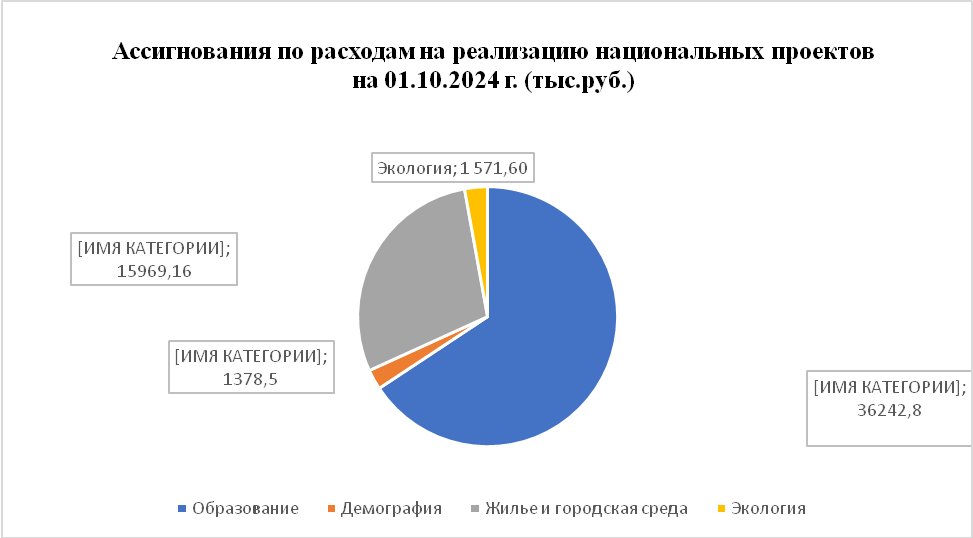 Ассигнования по расходам на реализацию национальных проектов
на 01.10.2024 г. (тыс.руб.)
Экология; 1 571,60
[ИМЯ КАТЕГОРИИ];
15969,16
[ИМЯ КАТЕГОРИИ];
1378,5
[ИМЯ КАТЕГОРИИ];
36242,8
Образование
Демография
Жилье и городская среда
Экология